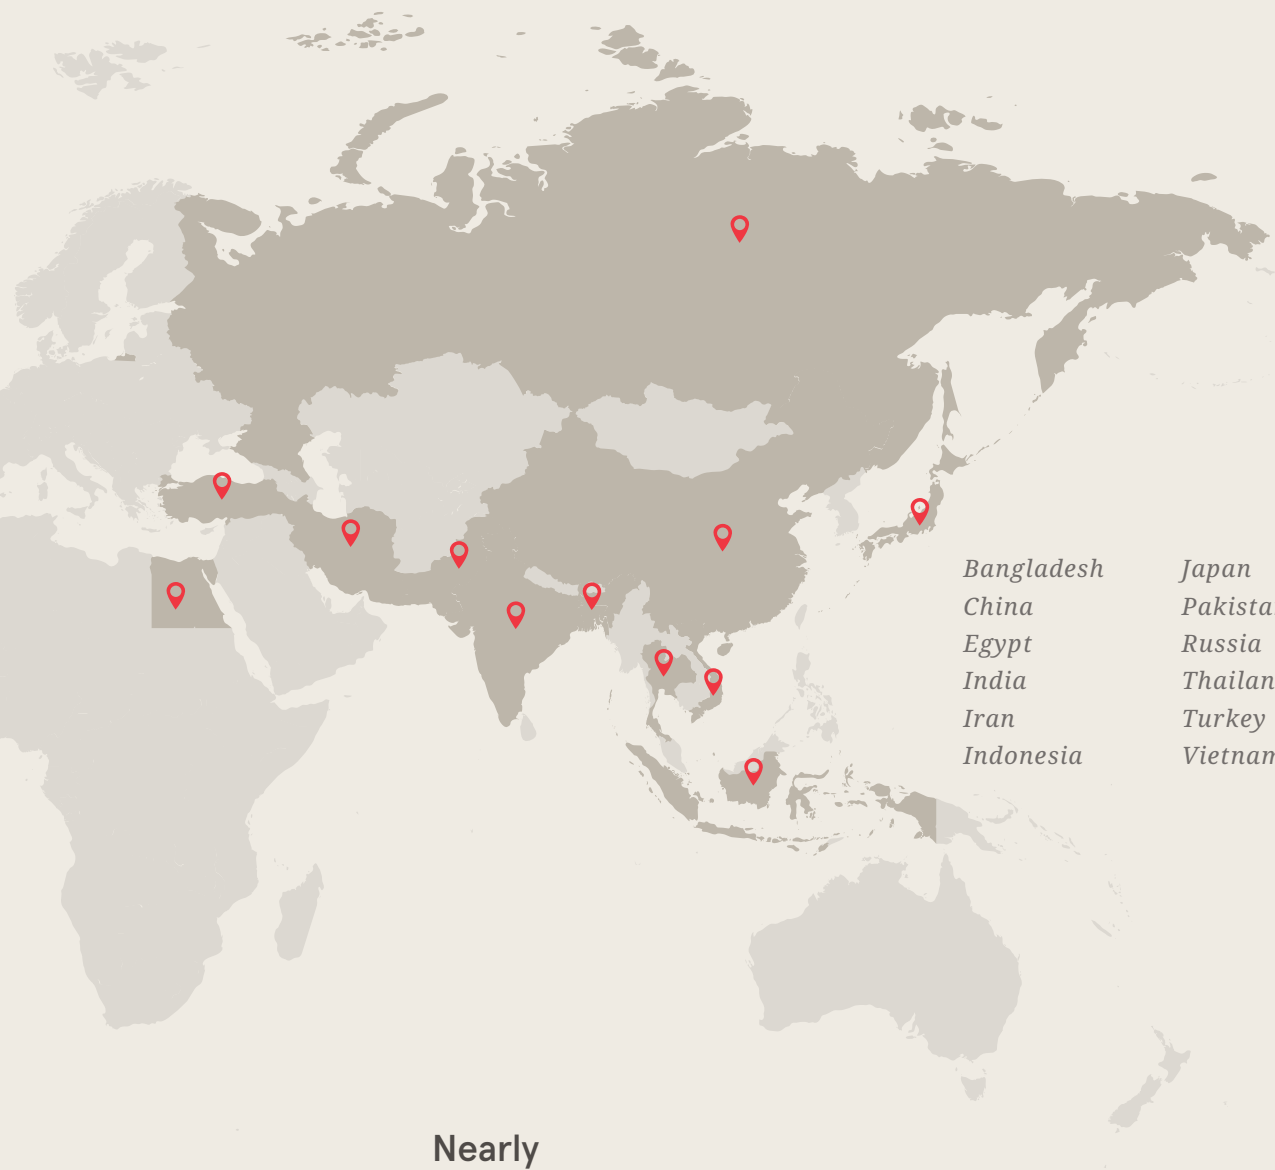 Bangladesh
China
Egypt
India
Iran
Indonesia
Japan
Pakista
Russia
Thailan
Turkey
Vietnam
Nearly